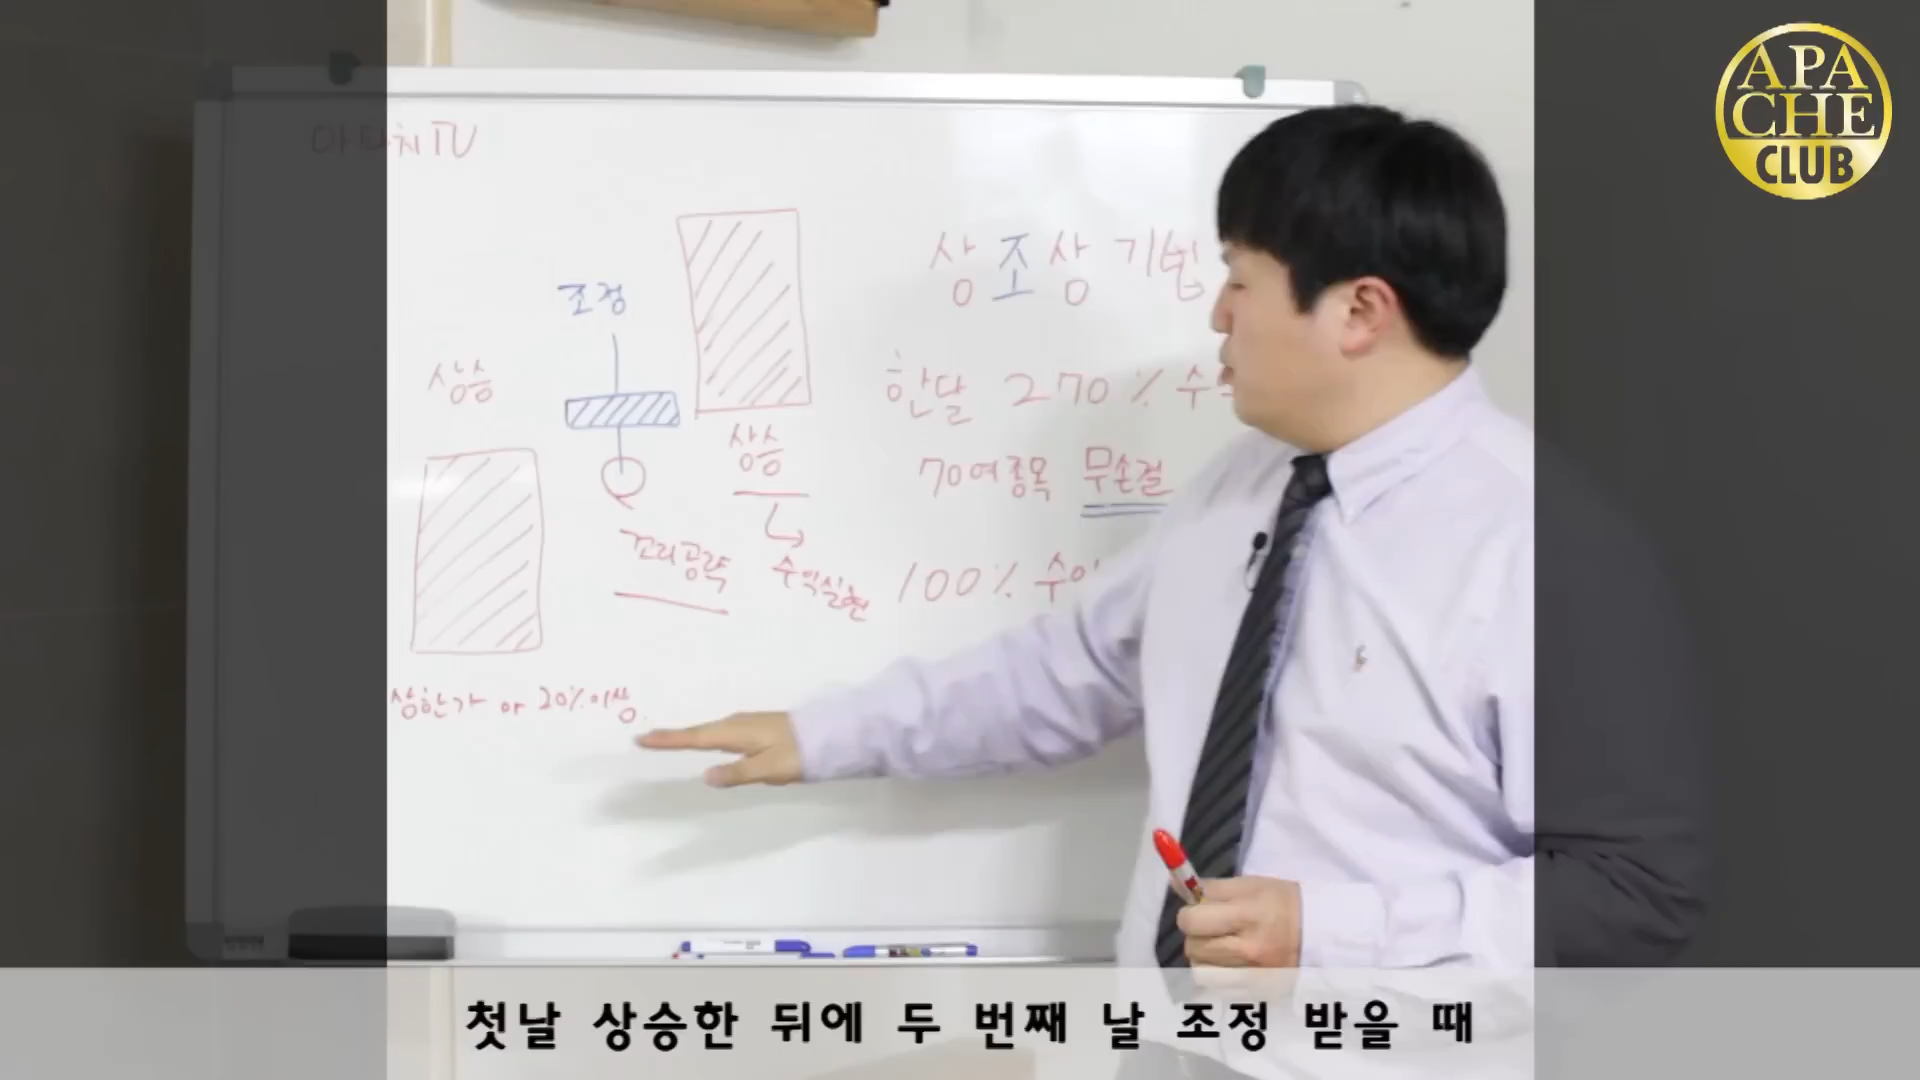 APA
CHE
CLUB
아파치TV
상조상 기법
조정
상승
한달 270%
상승
70여종목 무손절
꼬리공략
수익실현
100% 수익
상한가 or 20%이상
첫날 상승한 뒤에 두 번째 날 조정 받을 때